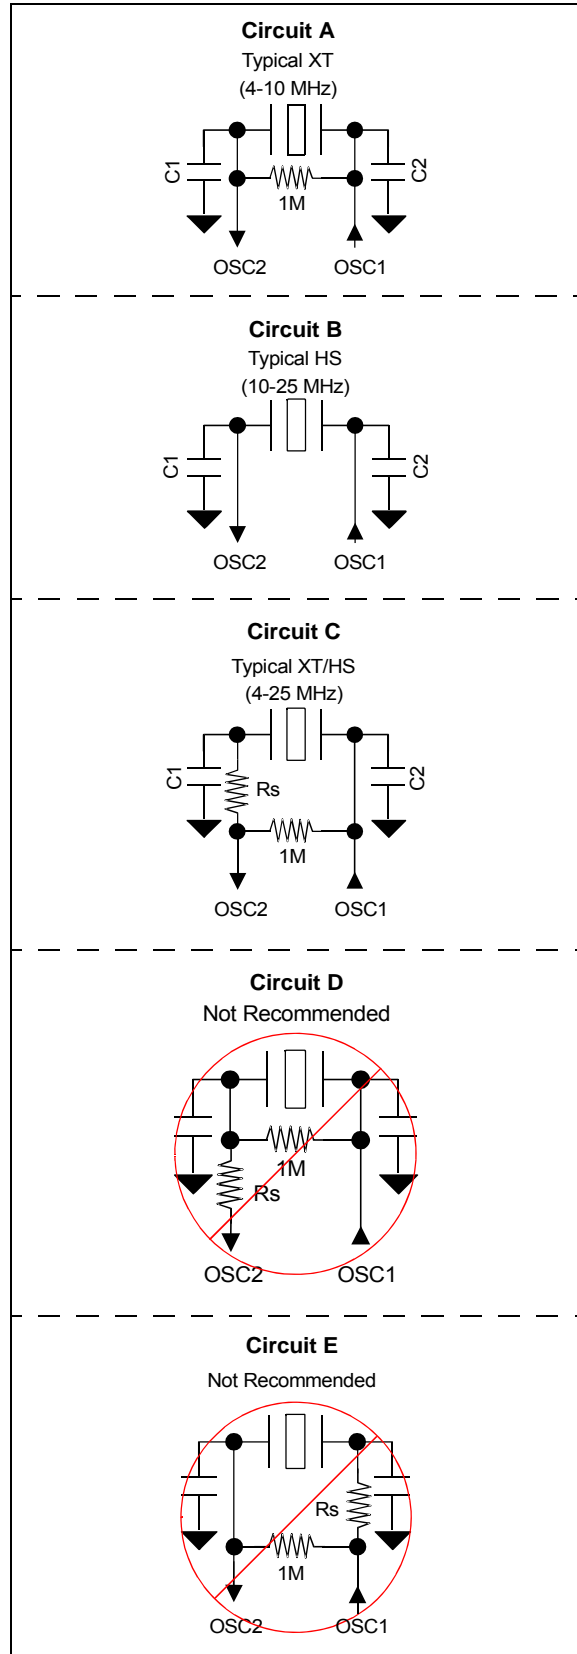 Circuit A
Typical XT
(4-10 MHz)
C1
C2
1M
OSC2
OSC1
Circuit B
Typical HS
(10-25 MHz)
C1
C2
OSC2
OSC1
Circuit C
Typical XT/HS
(4-25 MHz)
C1
Rs
C2
1M
OSC2
OSC1
Circuit D
Not Recommended
1M
Rs
OSC2
OSC1
Circuit E
Not Recommended
Rs
1M
OSC2
OSC1